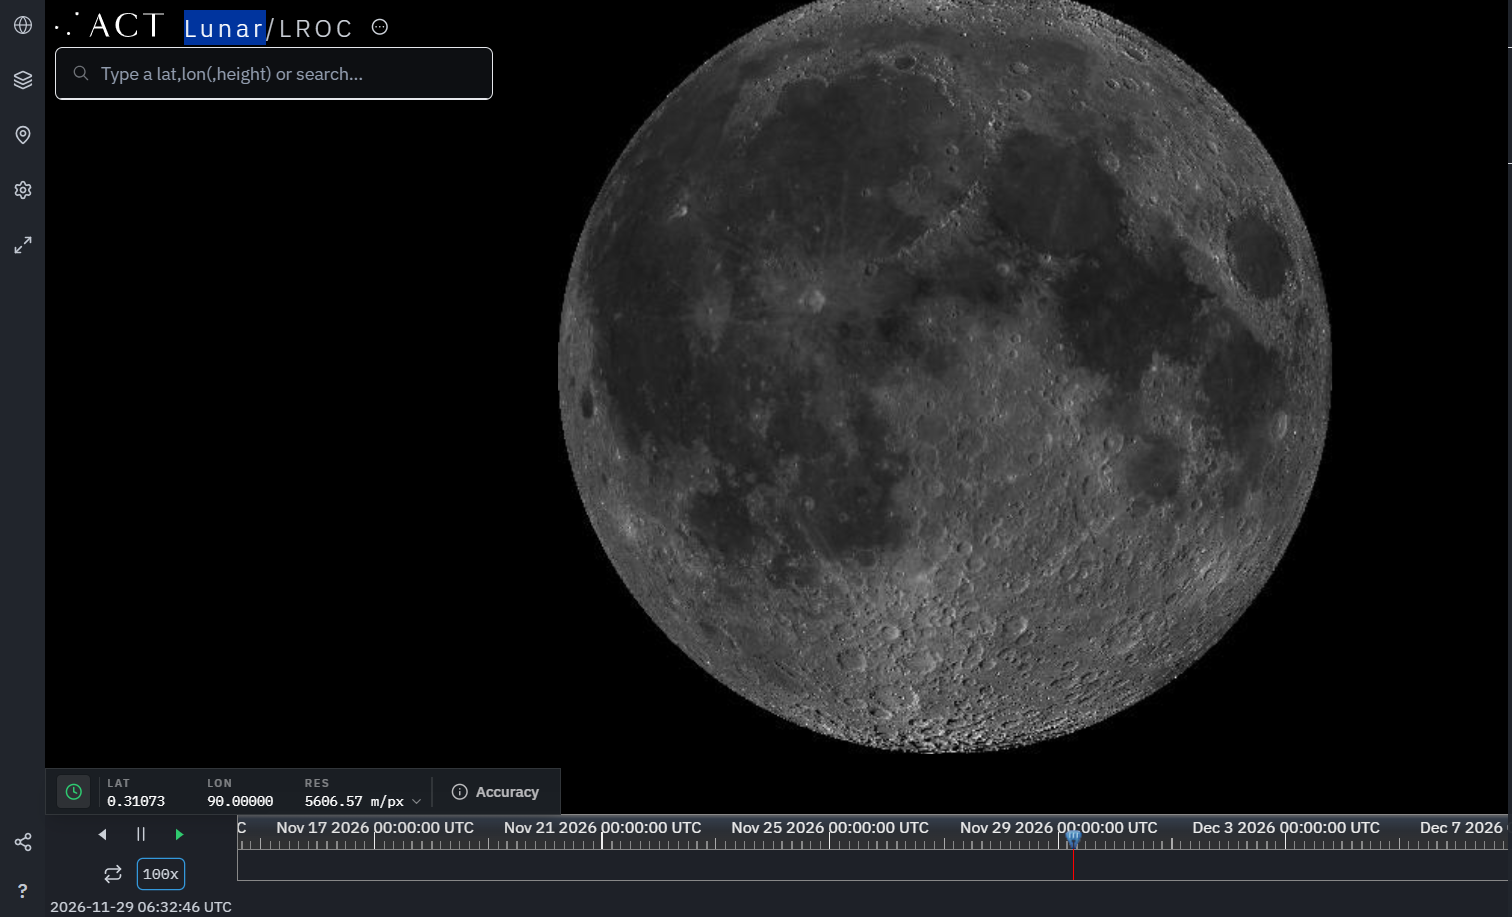 ACT Lunar/LROC
Type a lat,lon(,height) or search...
LAT LON RES
0.31073 90.00000 5606.57 m/px Accuracy
C Nov 17 2026 00:00:00 UTC Nov 21 2026 00:00:00 UTC Nov 25 2026 00:00:00 UTC Nov 29 2026 00:00:00 UTC Dec 3 2026 00:00:00 UTC Dec 7 2026
100x
?
2026-11-29 06:32:46 UTC